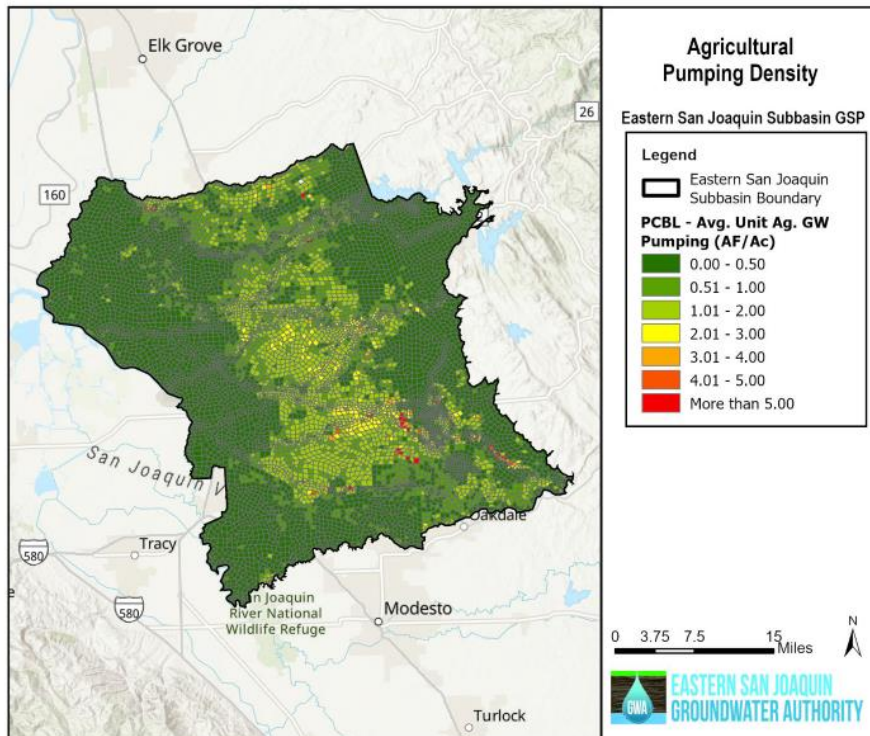 Elk Grove
26
160
San Joaquin V
580
Tracy
580
Oakdale
n Joaquin
River National
Wildlife Refuge
Modesto
Turlock
e
Agricultural
Pumping Density
Eastern San Joaquin Subbasin GSP
Legend
Eastern San Joaquin
Subbasin Boundary
PCBL - Avg. Unit Ag. GW
Pumping (AF/Ac)
0.00 - 0.50
0.51 - 1.00
1.01 - 2.00
2.01 - 3.00
3.01 - 4.00
4.01 - 5.00
More than 5.00
0 3.75 7.5 15
Miles
N
GWA
EASTERN SAN JOAQUIN
GROUNDWATER AUTHORITY